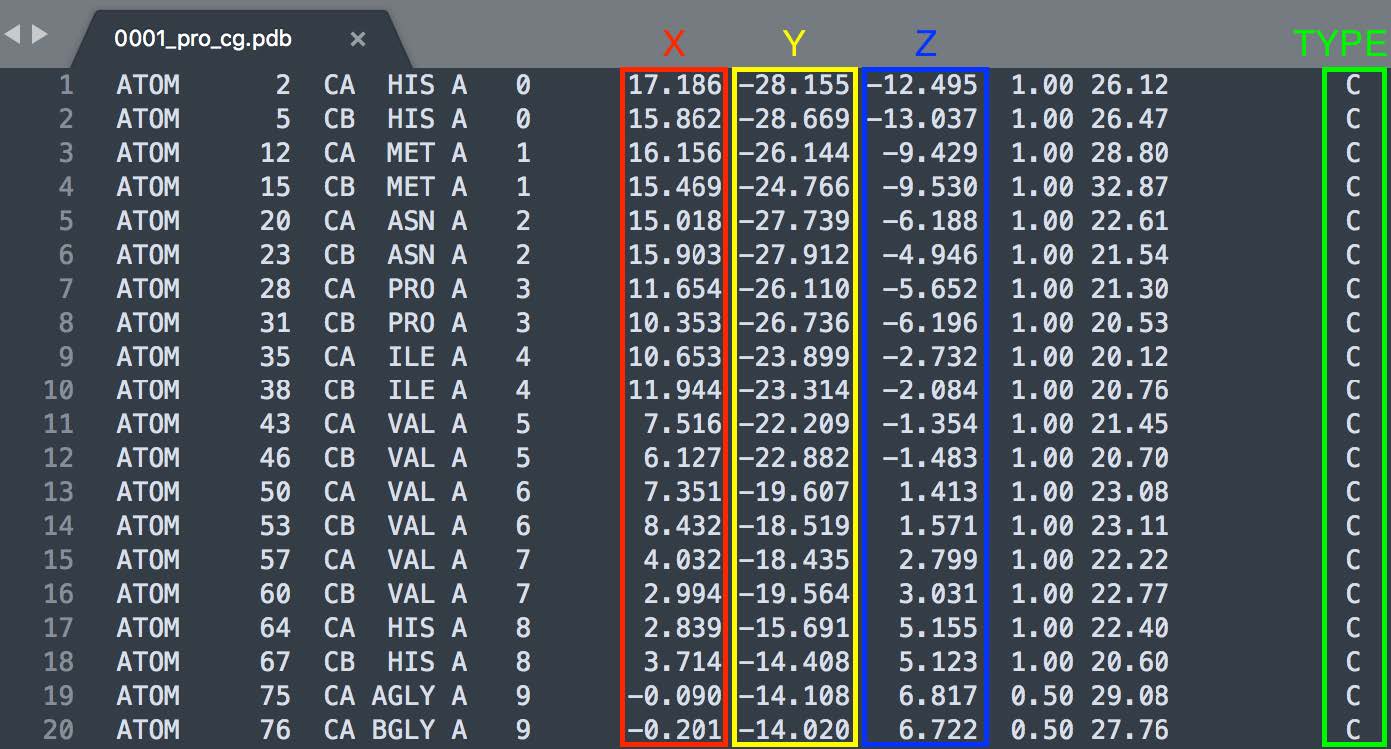 0001_pro_cg.pdb × X Y Z TYPE
1 ATOM 2 CA HIS A 0 17.186 -28.155 -12.495 1.00 26.12 C
2 ATOM 5 CB HIS A 0 15.862 -28.669 -13.037 1.00 26.47 C
3 ATOM 12 CA MET A 1 16.156 -26.144 -9.429 1.00 28.80 C
4 ATOM 15 CB MET A 1 15.469 -24.766 -9.530 1.00 32.87 C
5 ATOM 20 CA ASN A 2 15.018 -27.739 -6.188 1.00 22.61 C
6 ATOM 23 CB ASN A 2 15.903 -27.912 -4.946 1.00 21.54 C
7 ATOM 28 CA PRO A 3 11.654 -26.110 -5.652 1.00 21.30 C
8 ATOM 31 CB PRO A 3 10.353 -26.736 -6.196 1.00 20.53 C
9 ATOM 35 CA ILE A 4 10.653 -23.899 -2.732 1.00 20.12 C
10 ATOM 38 CB ILE A 4 11.944 -23.314 -2.084 1.00 20.76 C
11 ATOM 43 CA VAL A 5 7.516 -22.209 -1.354 1.00 21.45 C
12 ATOM 46 CB VAL A 5 6.127 -22.882 -1.483 1.00 20.70 C
13 ATOM 50 CA VAL A 6 7.351 -19.607 1.413 1.00 23.08 C
14 ATOM 53 CB VAL A 6 8.432 -18.519 1.571 1.00 23.11 C
15 ATOM 57 CA VAL A 7 4.032 -18.435 2.799 1.00 22.22 C
16 ATOM 60 CB VAL A 7 2.994 -19.564 3.031 1.00 22.77 C
17 ATOM 64 CA HIS A 8 2.839 -15.691 5.155 1.00 22.40 C
18 ATOM 67 CB HIS A 8 3.714 -14.408 5.123 1.00 20.60 C
19 ATOM 75 CA AGLY A 9 -0.090 -14.108 6.817 0.50 29.08 C
20 ATOM 76 CA BGLY A 9 -0.201 -14.020 6.722 0.50 27.76 C